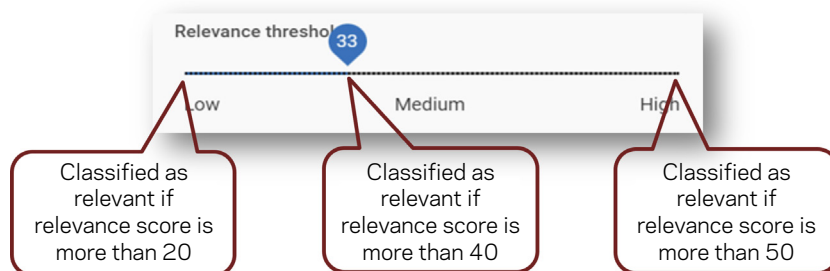 Relevance threshol
33
Low
Medium
High
Classified as
relevant if
relevance score is
more than 20
Classified as
relevant if
relevance score is
more than 40
Classified as
relevant if
relevance score is
more than 50